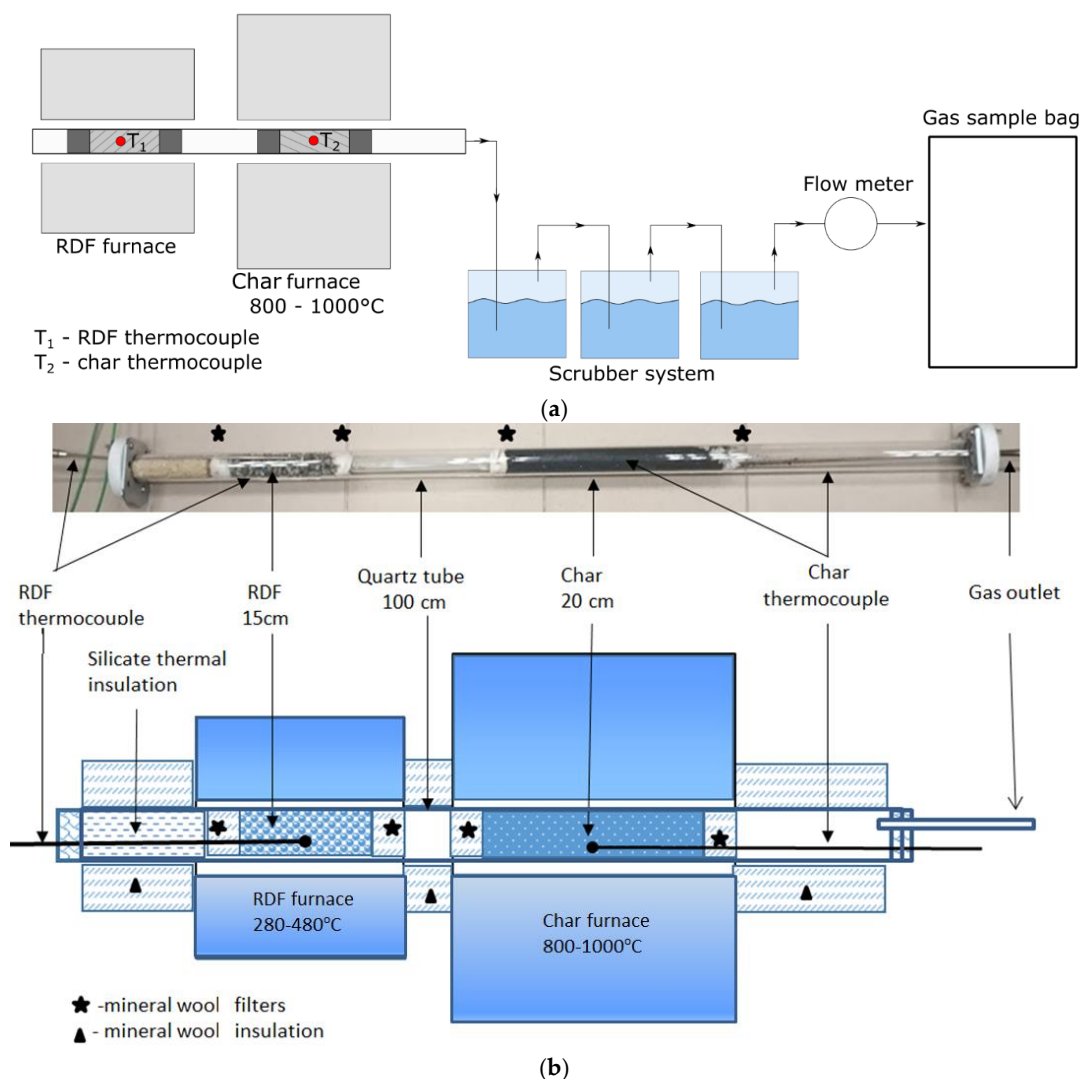 Gas sample bag
T₁
T₂
Flow meter
RDF furnace
Char furnace
800 - 1000°C
T₁ - RDF thermocouple
T₂ - char thermocouple
Scrubber system
(a)
RDF
thermocouple
RDF
15cm
Quartz tube
100 cm
Char
20 cm
Char
thermocouple
Gas outlet
Silicate thermal
insulation
RDF furnace
280-480°C
Char furnace
800-1000°C
-mineral wool filters
- mineral wool insulation
(b)